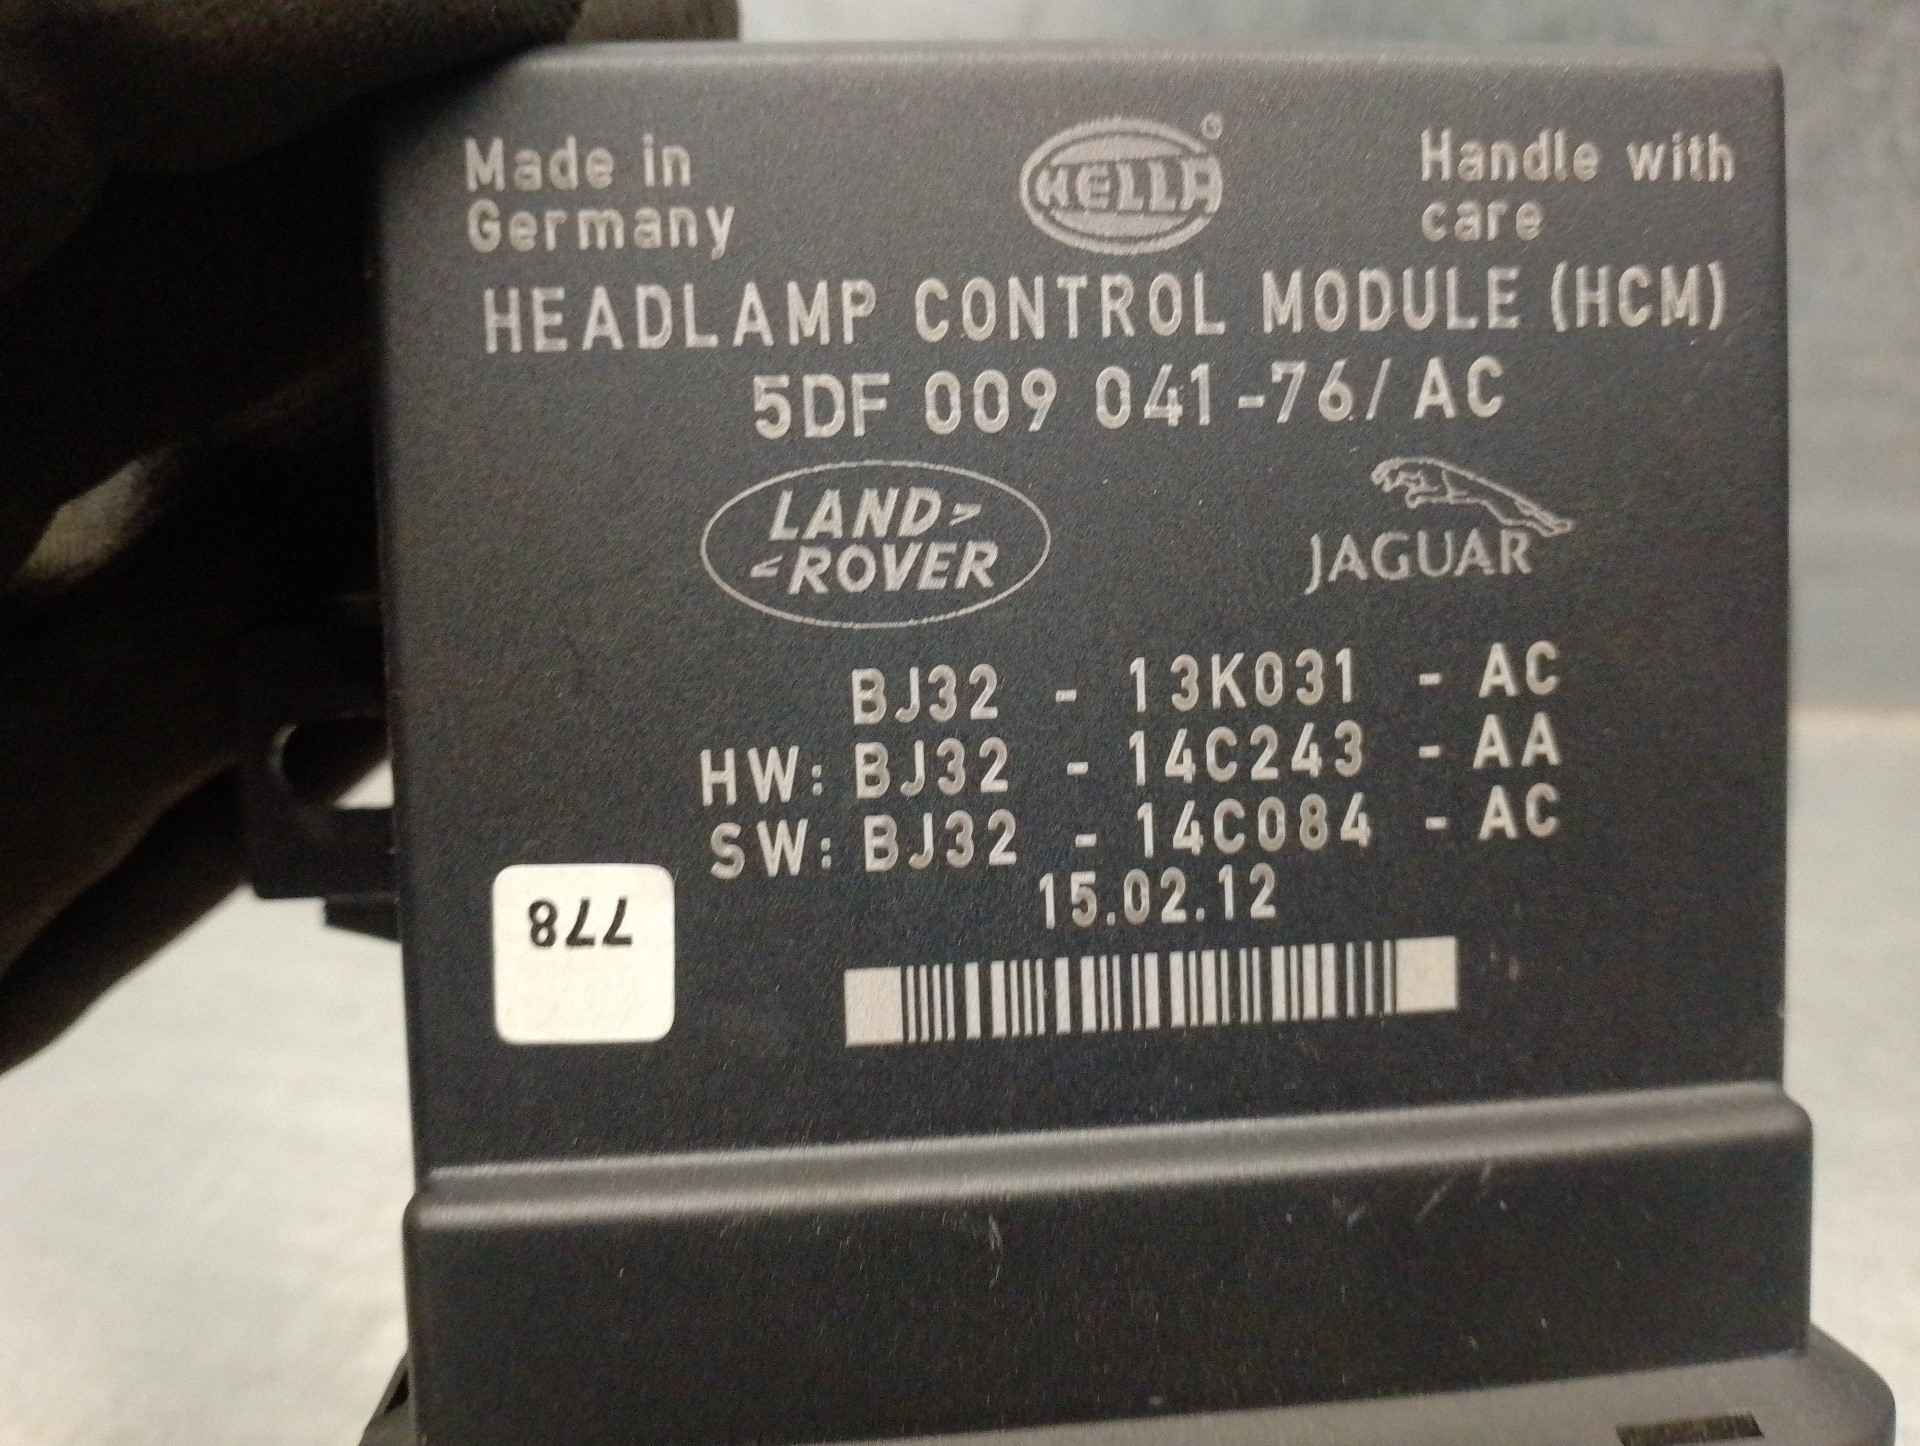 Made in
Germany
HELLA®
Handle with
care
HEADLAMP CONTROL MODULE (HCM)
5DF 009 041-76/ AC
LAND
ROVER
JAGUAR
BJ32 - 13K031 - AC
HW: BJ32 - 14C243 - AA
SW: BJ32 - 14C084 - AC
15.02.12
778